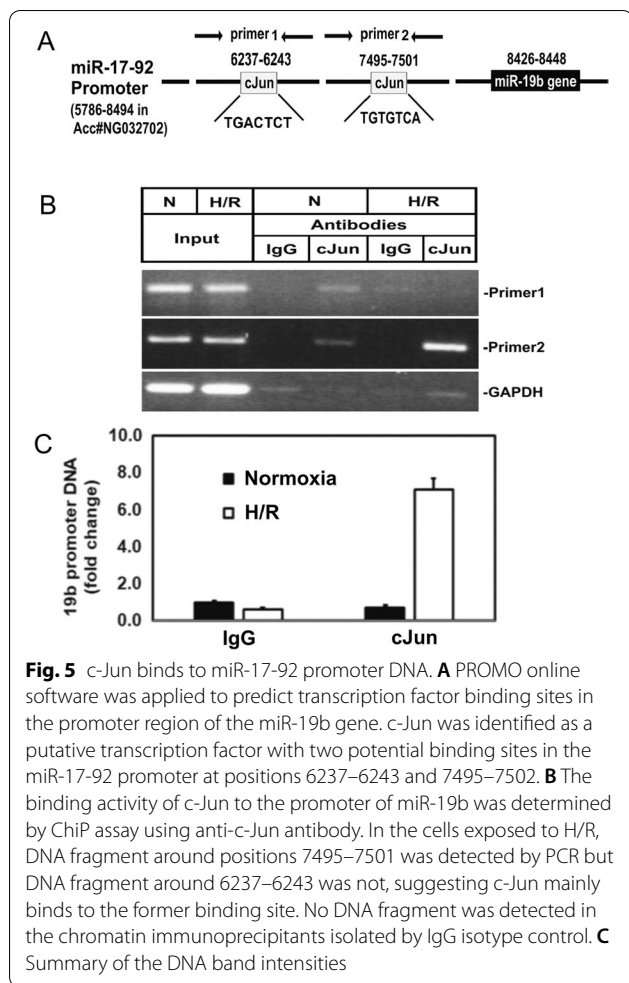 A
primer 1 primer 2
6237-6243 7495-7501 8426-8448
miR-17-92
Promoter
(5786-8494 in
Acc#NG032702)
cJun cJun miR-19b gene
TGACTCT TGTGTCA
B
N H/R N H/R
Input Antibodies
IgG cJun IgG cJun
-Primer1
-Primer2
-GAPDH
C
19b promoter DNA
(fold change)
10.0
8.0
6.0
4.0
2.0
0.0
Normoxia
H/R
IgG cJun
Fig. 5 c-Jun binds to miR-17-92 promoter DNA. A PROMO online
software was applied to predict transcription factor binding sites in
the promoter region of the miR-19b gene. c-Jun was identified as a
putative transcription factor with two potential binding sites in the
miR-17-92 promoter at positions 6237–6243 and 7495–7502. B The
binding activity of c-Jun to the promoter of miR-19b was determined
by ChiP assay using anti-c-Jun antibody. In the cells exposed to H/R,
DNA fragment around positions 7495–7501 was detected by PCR but
DNA fragment around 6237–6243 was not, suggesting c-Jun mainly
binds to the former binding site. No DNA fragment was detected in
the chromatin immunoprecipitants isolated by IgG isotype control. C
Summary of the DNA band intensities